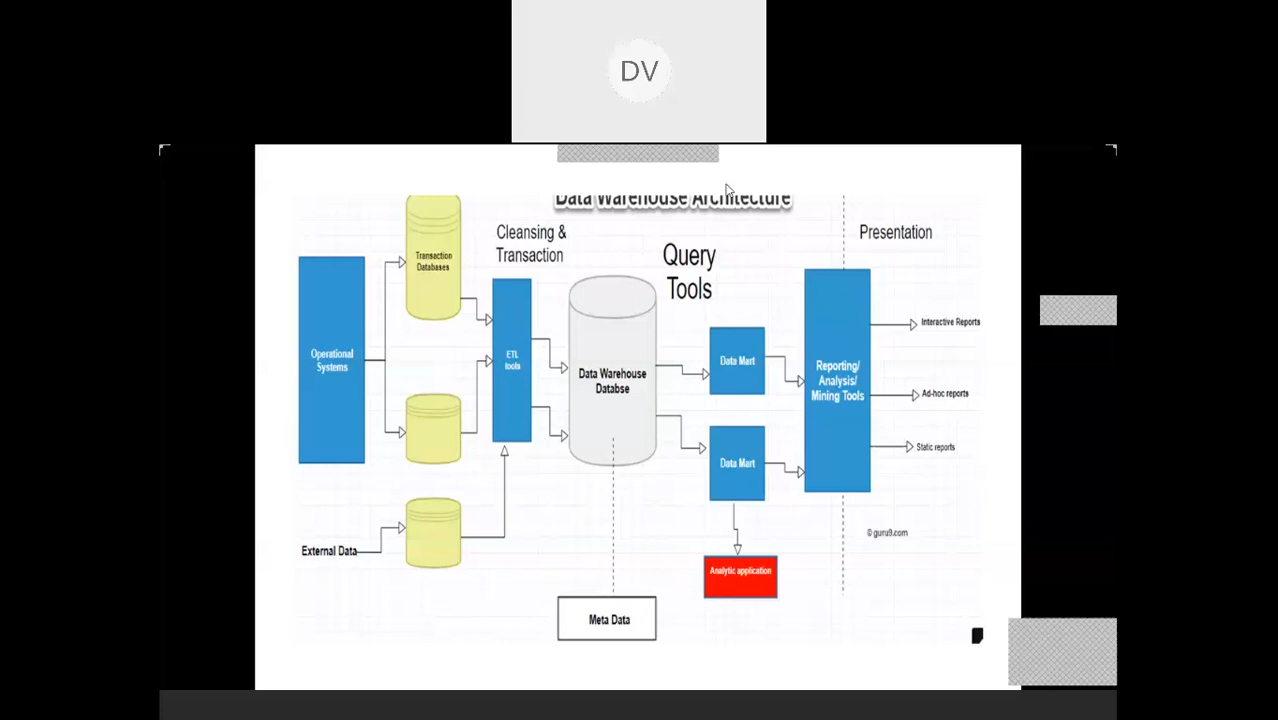 DV
Data Warehouse Architecture
Cleansing &
Transaction
Presentation
Query
Tools
Transaction
Databases
Operational
Systems
ETL
tools
Data Warehouse
Databse
Data Mart
Data Mart
Reporting/
Analysis/
Mining Tools
Interactive Reports
Ad-hoc reports
Static reports
External Data
© guru9.com
Analytic application
Meta Data